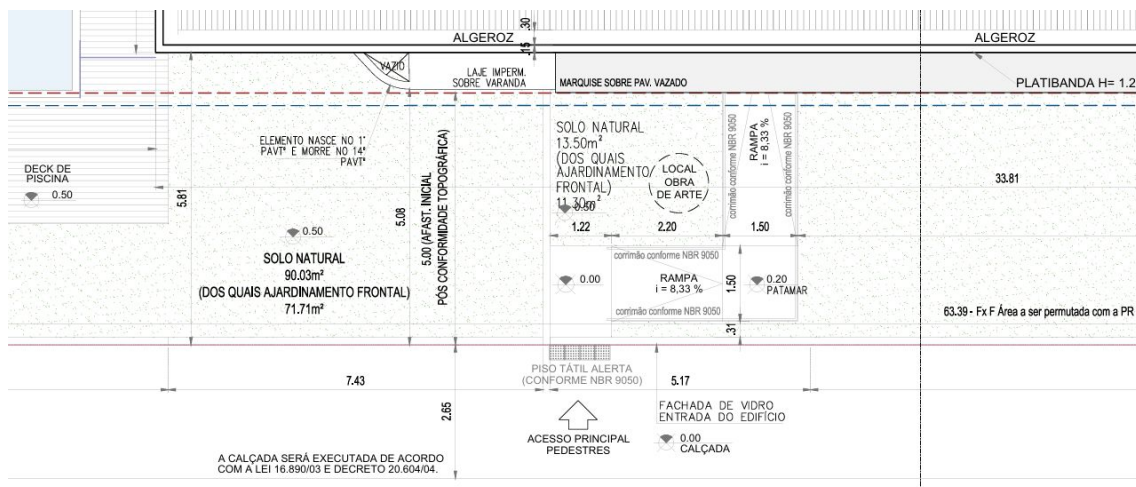 .30
ALGEROZ
.15
ALGEROZ
VAZIO
LAJE IMPERM.
SOBRE VARANDA
MARQUISE SOBRE PAV. VAZADO
PLATIBANDA H= 1.2
ELEMENTO NASCE NO 1°
PAVTº E MORRE NO 14º
PAVTº
DECK DE
PISCINA
0.50
5.81
5.08
5.00 (AFAST. INICIAL
PÓS CONFORMIDADE TOPOGRÁFICA)
SOLO NATURAL
13.50m²
(DOS QUAIS
AJARDINAMENTO
FRONTAL)
11.30m²
0.50
LOCAL
OBRA
DE ARTE
corrimão conforme NBR 9050
RAMPA
i = 8,33 %
corrimão conforme NBR 9050
33.81
1.22
2.20
1.50
0.50
SOLO NATURAL
90.03m²
(DOS QUAIS AJARDINAMENTO FRONTAL)
71.71m²
0.00
corrimão conforme NBR 9050
RAMPA
i = 8,33 %
corrimão conforme NBR 9050
1.50
0.20
PATAMAR
.31
63.39 - Fx F Área a ser permutada com a PR
PISO TÁTIL ALERTA
(CONFORME NBR 9050)
7.43
5.17
2.65
ACESSO PRINCIPAL
PEDESTRES
FACHADA DE VIDRO
ENTRADA DO EDIFÍCIO
0.00
CALÇADA
A CALÇADA SERÁ EXECUTADA DE ACORDO
COM A LEI 16.890/03 E DECRETO 20.604/04.